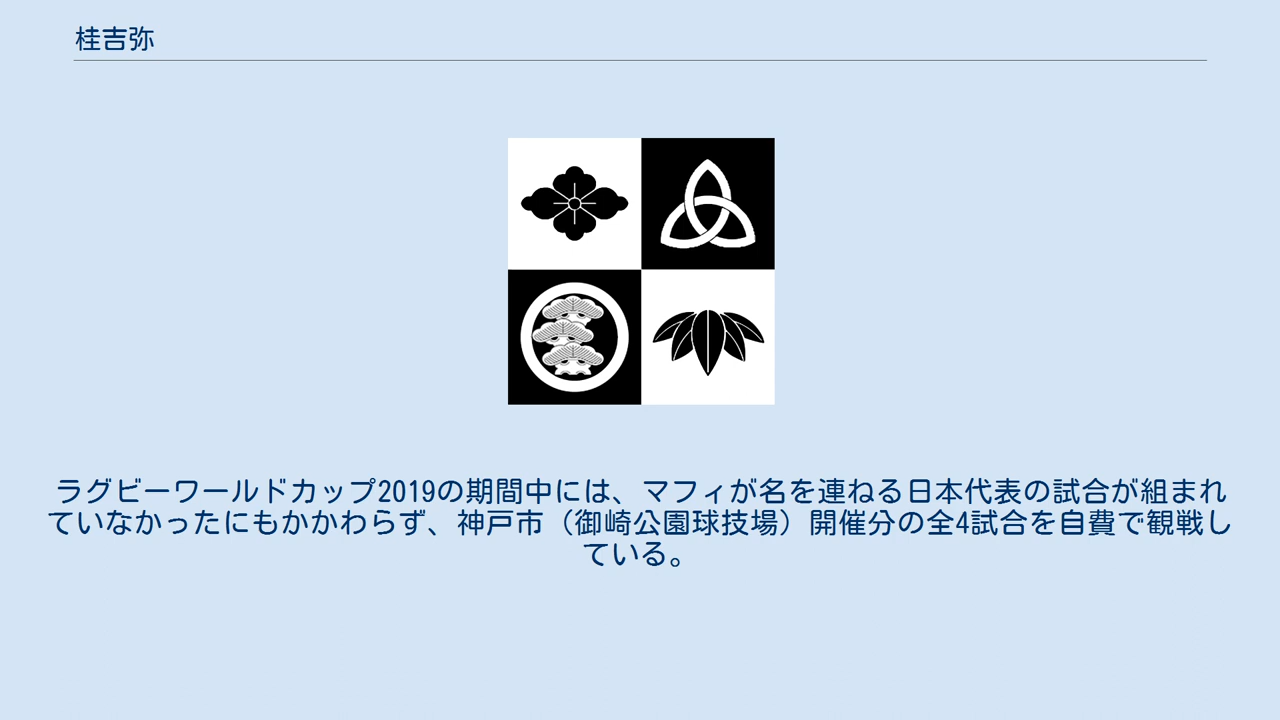 桂吉弥
ラグビーワールドカップ2019の期間中には、マフィが名を連ねる日本代表の試合が組まれ
ていなかったにもかかわらず、神戸市（御崎公園球技場）開催分の全4試合を自費で観戦し
ている。